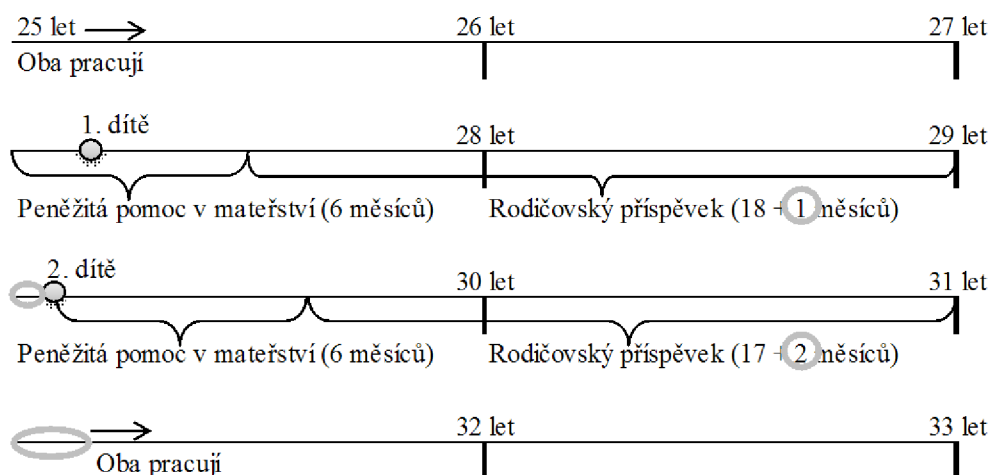 25 let 26 let 27 let
Oba pracují
1. dítě 28 let 29 let
Peněžitá pomoc v mateřství (6 měsíců) Rodičovský příspěvek (18 + 1 měsíců)
2. dítě 30 let 31 let
Peněžitá pomoc v mateřství (6 měsíců) Rodičovský příspěvek (17 + 2 měsíců)
32 let 33 let
Oba pracují